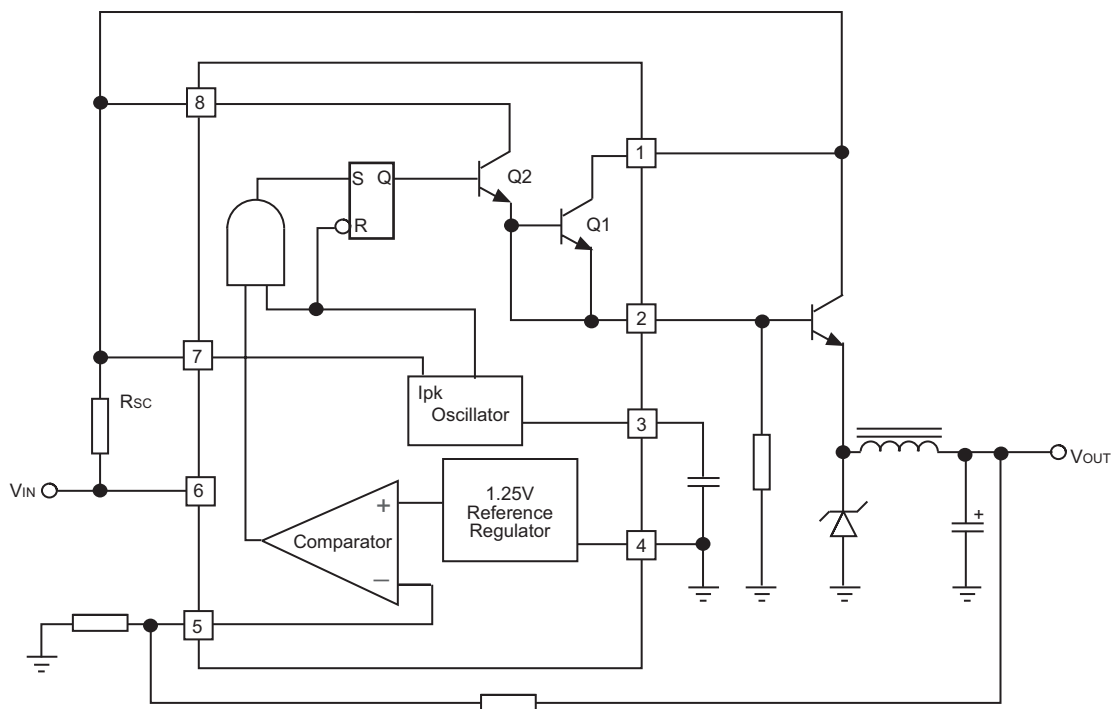 8
1
S Q
Q2
R
Q1
2
7
Ipk
Oscillator
RSC
3
VIN
6
+
1.25V
Reference
Regulator
Comparator
4
−
5
VOUT
+